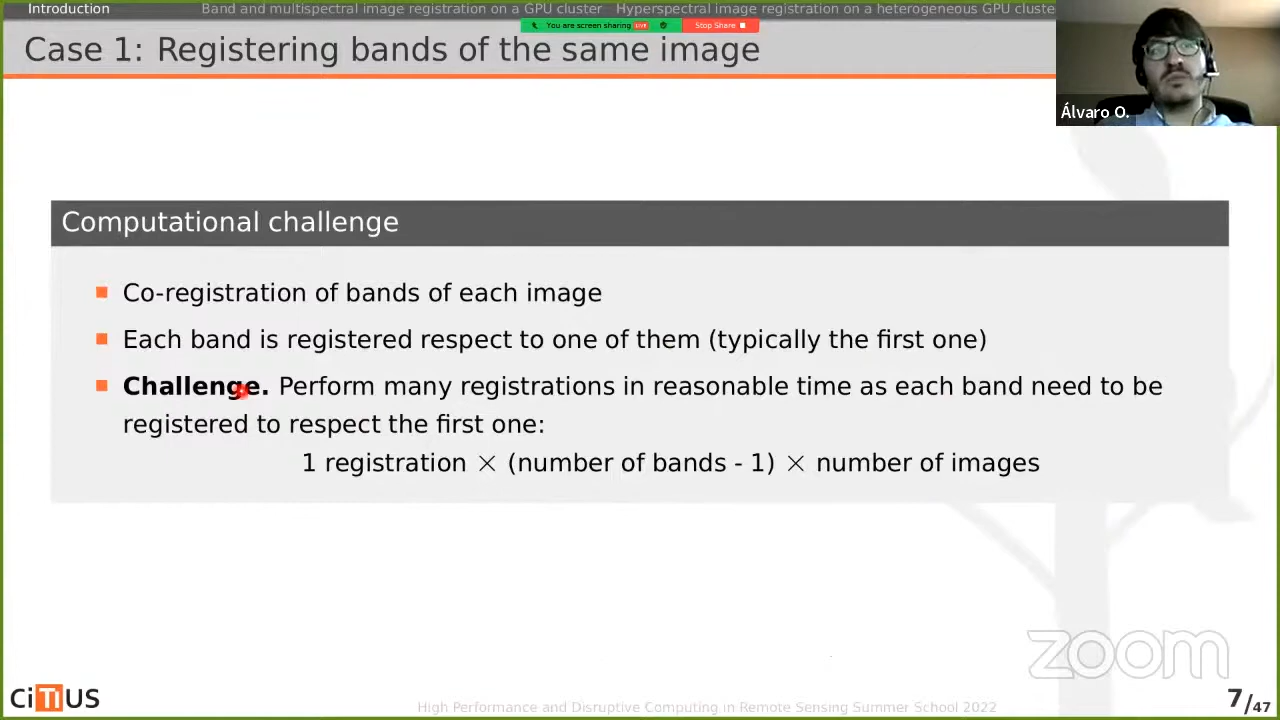 Introduction Band and multispectral image registration on a GPU cluster Hyperspectral image registration on a heterogeneous GPU cluste
You are screen sharing LIVE Stop Share
Case 1: Registering bands of the same image
Álvaro O.
Computational challenge
Co-registration of bands of each image
Each band is registered respect to one of them (typically the first one)
Challenge. Perform many registrations in reasonable time as each band need to be
registered to respect the first one:
1 registration × (number of bands - 1) × number of images
zoom
CiTIUS
High Performance and Disruptive Computing in Remote Sensing Summer School 2022
7/47